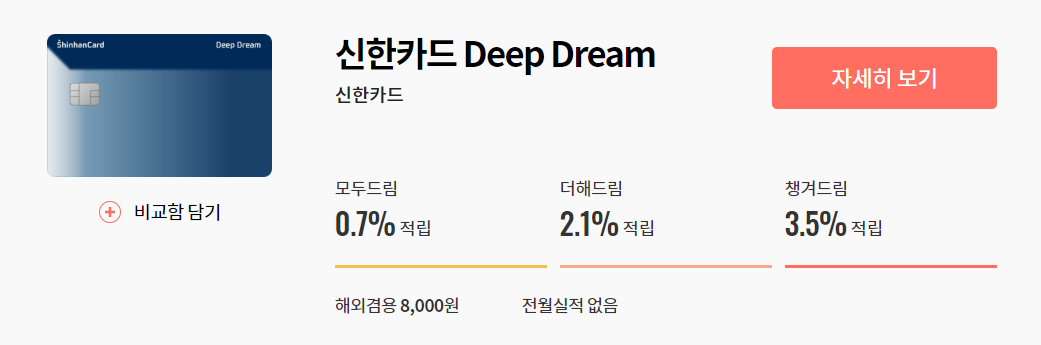 ShinhanCard
Deep Dream
신한카드 Deep Dream
신한카드
자세히 보기
비교함 담기
모두드림
0.7% 적립
더해드림
2.1% 적립
챙겨드림
3.5% 적립
해외겸용 8,000원
전월실적 없음